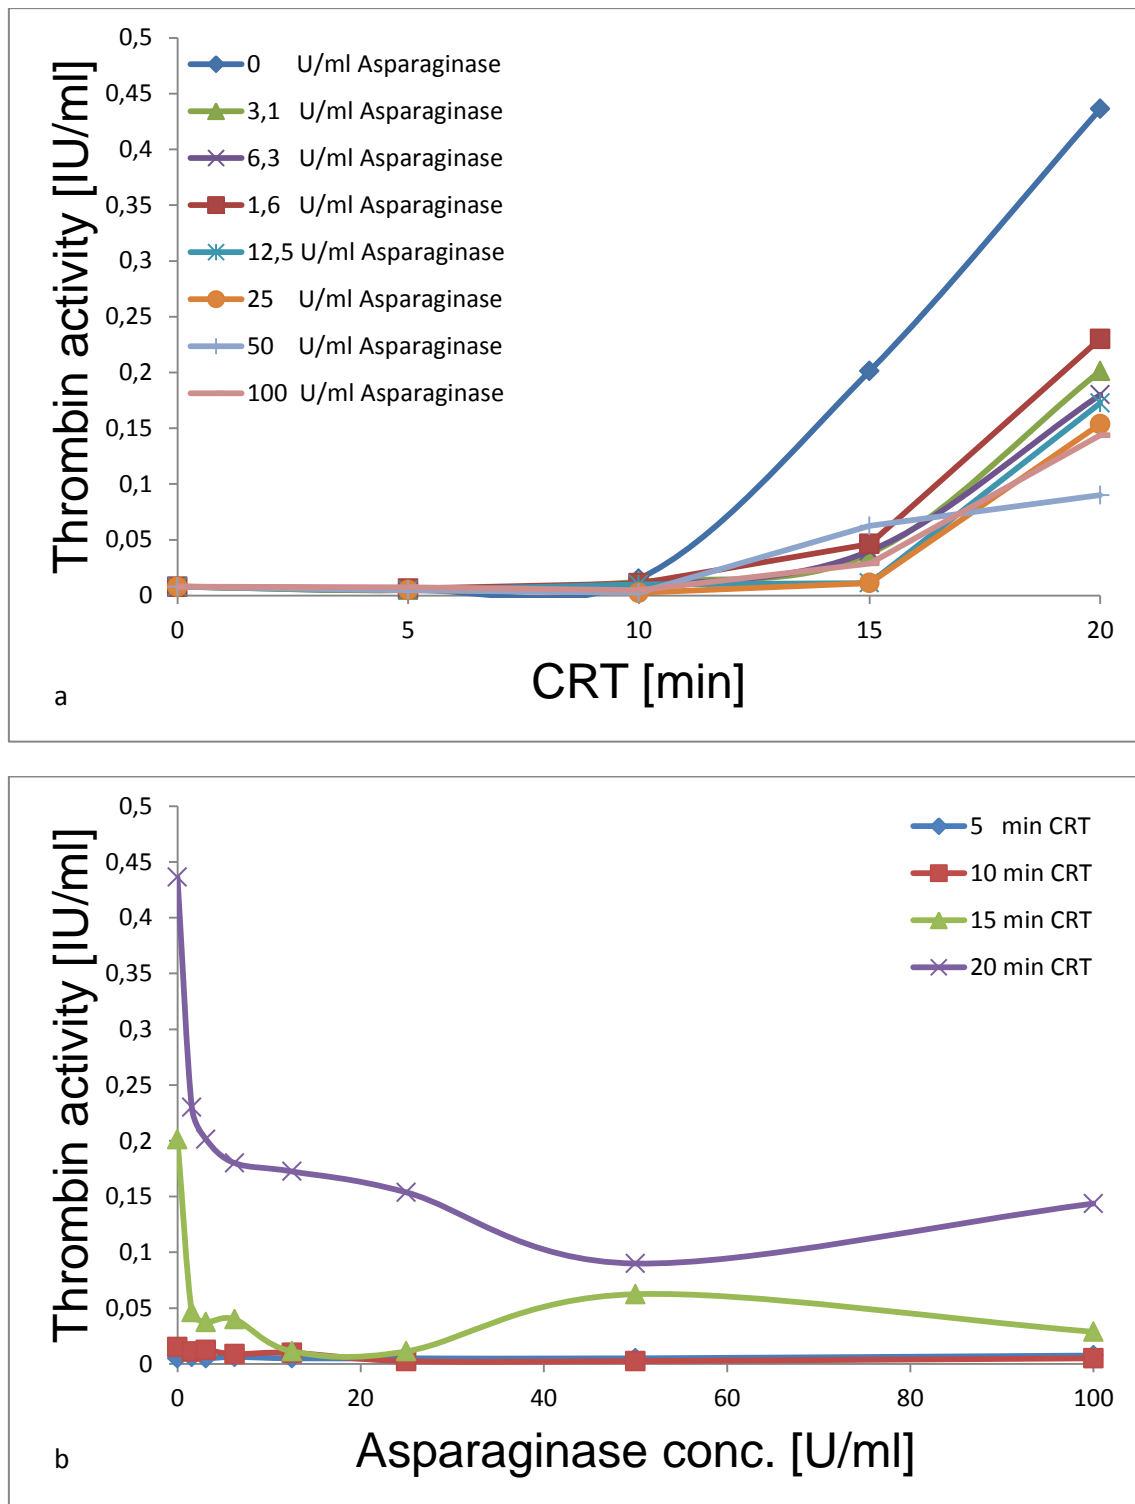 Thrombin activity [IU/ml]
0,5
0,45
0,4
0,35
0,3
0,25
0,2
0,15
0,1
0,05
0
0 U/ml Asparaginase
3,1 U/ml Asparaginase
6,3 U/ml Asparaginase
1,6 U/ml Asparaginase
12,5 U/ml Asparaginase
25 U/ml Asparaginase
50 U/ml Asparaginase
100 U/ml Asparaginase
0 5 10 15 20
CRT [min]
a
Thrombin activity [IU/ml]
0,5
0,45
0,4
0,35
0,3
0,25
0,2
0,15
0,1
0,05
0
5 min CRT
10 min CRT
15 min CRT
20 min CRT
0 20 40 60 80 100
Asparaginase conc. [U/ml]
b